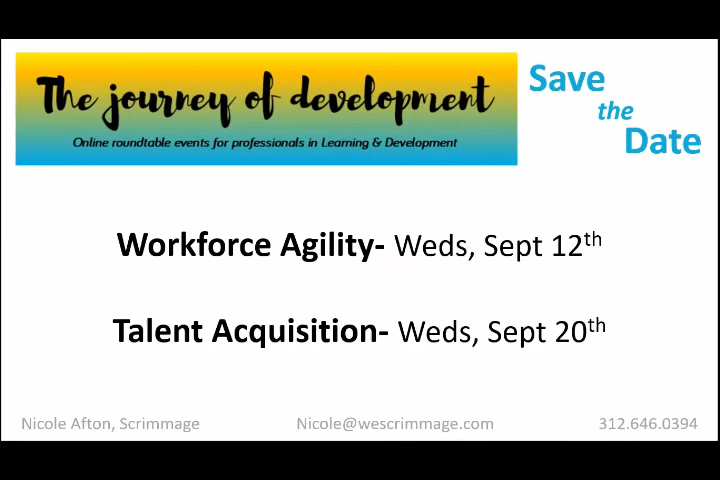 The journey of development
Online roundtable events for professionals in Learning & Development
Save
the
Date
Workforce Agility- Weds, Sept 12th
Talent Acquisition- Weds, Sept 20th
Nicole Afton, Scrimmage
Nicole@wescrimmage.com
312.646.0394